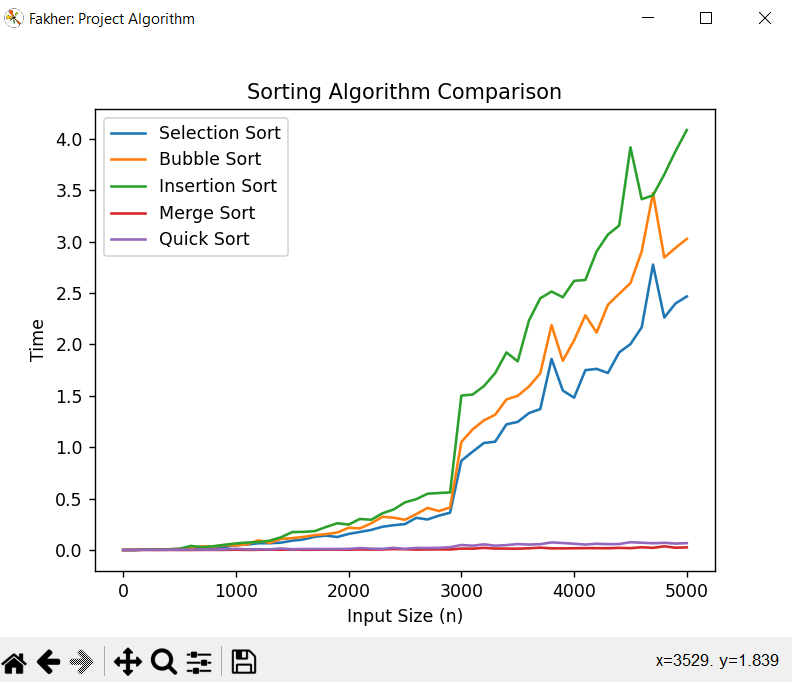 Fakher: Project Algorithm
Sorting Algorithm Comparison
Selection Sort
Bubble Sort
Insertion Sort
Merge Sort
Quick Sort
Time
4.0
3.5
3.0
2.5
2.0
1.5
1.0
0.5
0.0
0 1000 2000 3000 4000 5000
Input Size (n)
x=3529. y=1.839